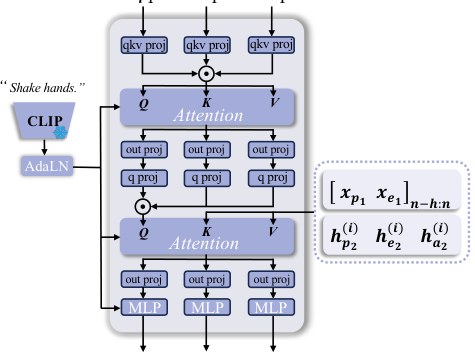 qkv proj qkv proj qkv proj
“ Shake hands.”
Q K V
Attention
CLIP
out proj out proj out proj
AdaLN
q proj q proj q proj
[ x_{p_1} x_{e_1} ]_{n-h:n}
Q K V
Attention
h_{p_2}^{(i)} h_{e_2}^{(i)} h_{a_2}^{(i)}
out proj out proj out proj
MLP MLP MLP